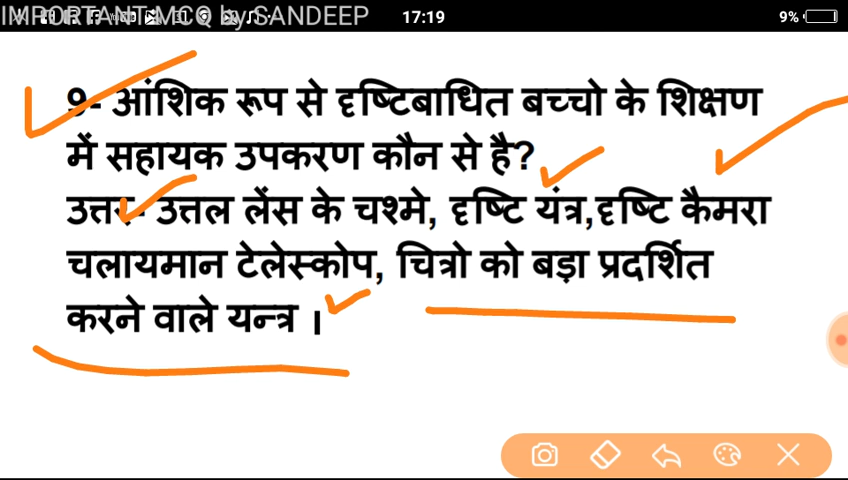 IMPORTANT MCQ by SANDEEP
17:19
9%
9- आंशिक रूप से दृष्टिबाधित बच्चो के शिक्षण
में सहायक उपकरण कौन से है?
उत्तर- उत्तल लेंस के चश्मे, दृष्टि यंत्र,दृष्टि कैमरा
चलायमान टेलेस्कोप, चित्रो को बड़ा प्रदर्शित
करने वाले यन्त्र ।